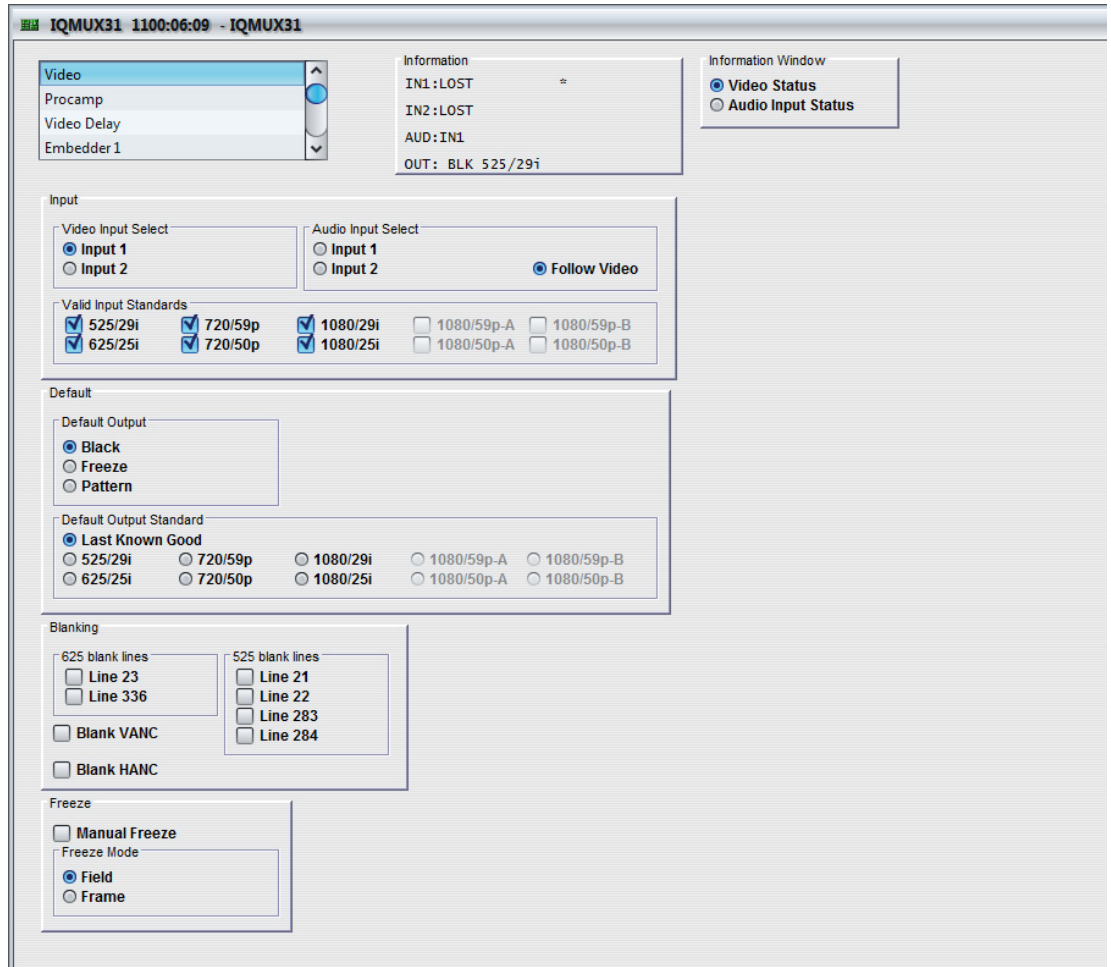 IQMUX31 1100:06:09 - IQMUX31
Video
Procamp
Video Delay
Embedder 1
Information
IN1:LOST *
IN2:LOST
AUD:IN1
OUT: BLK 525/29i
Information Window
Video Status
Audio Input Status
Input
Video Input Select
Input 1
Input 2
Audio Input Select
Input 1
Input 2 Follow Video
Valid Input Standards
525/29i 720/59p 1080/29i 1080/59p-A 1080/59p-B
625/25i 720/50p 1080/25i 1080/50p-A 1080/50p-B
Default
Default Output
Black
Freeze
Pattern
Default Output Standard
Last Known Good
525/29i 720/59p 1080/29i 1080/59p-A 1080/59p-B
625/25i 720/50p 1080/25i 1080/50p-A 1080/50p-B
Blanking
625 blank lines
Line 23
Line 336
525 blank lines
Line 21
Line 22
Line 283
Line 284
Blank VANC
Blank HANC
Freeze
Manual Freeze
Freeze Mode
Field
Frame